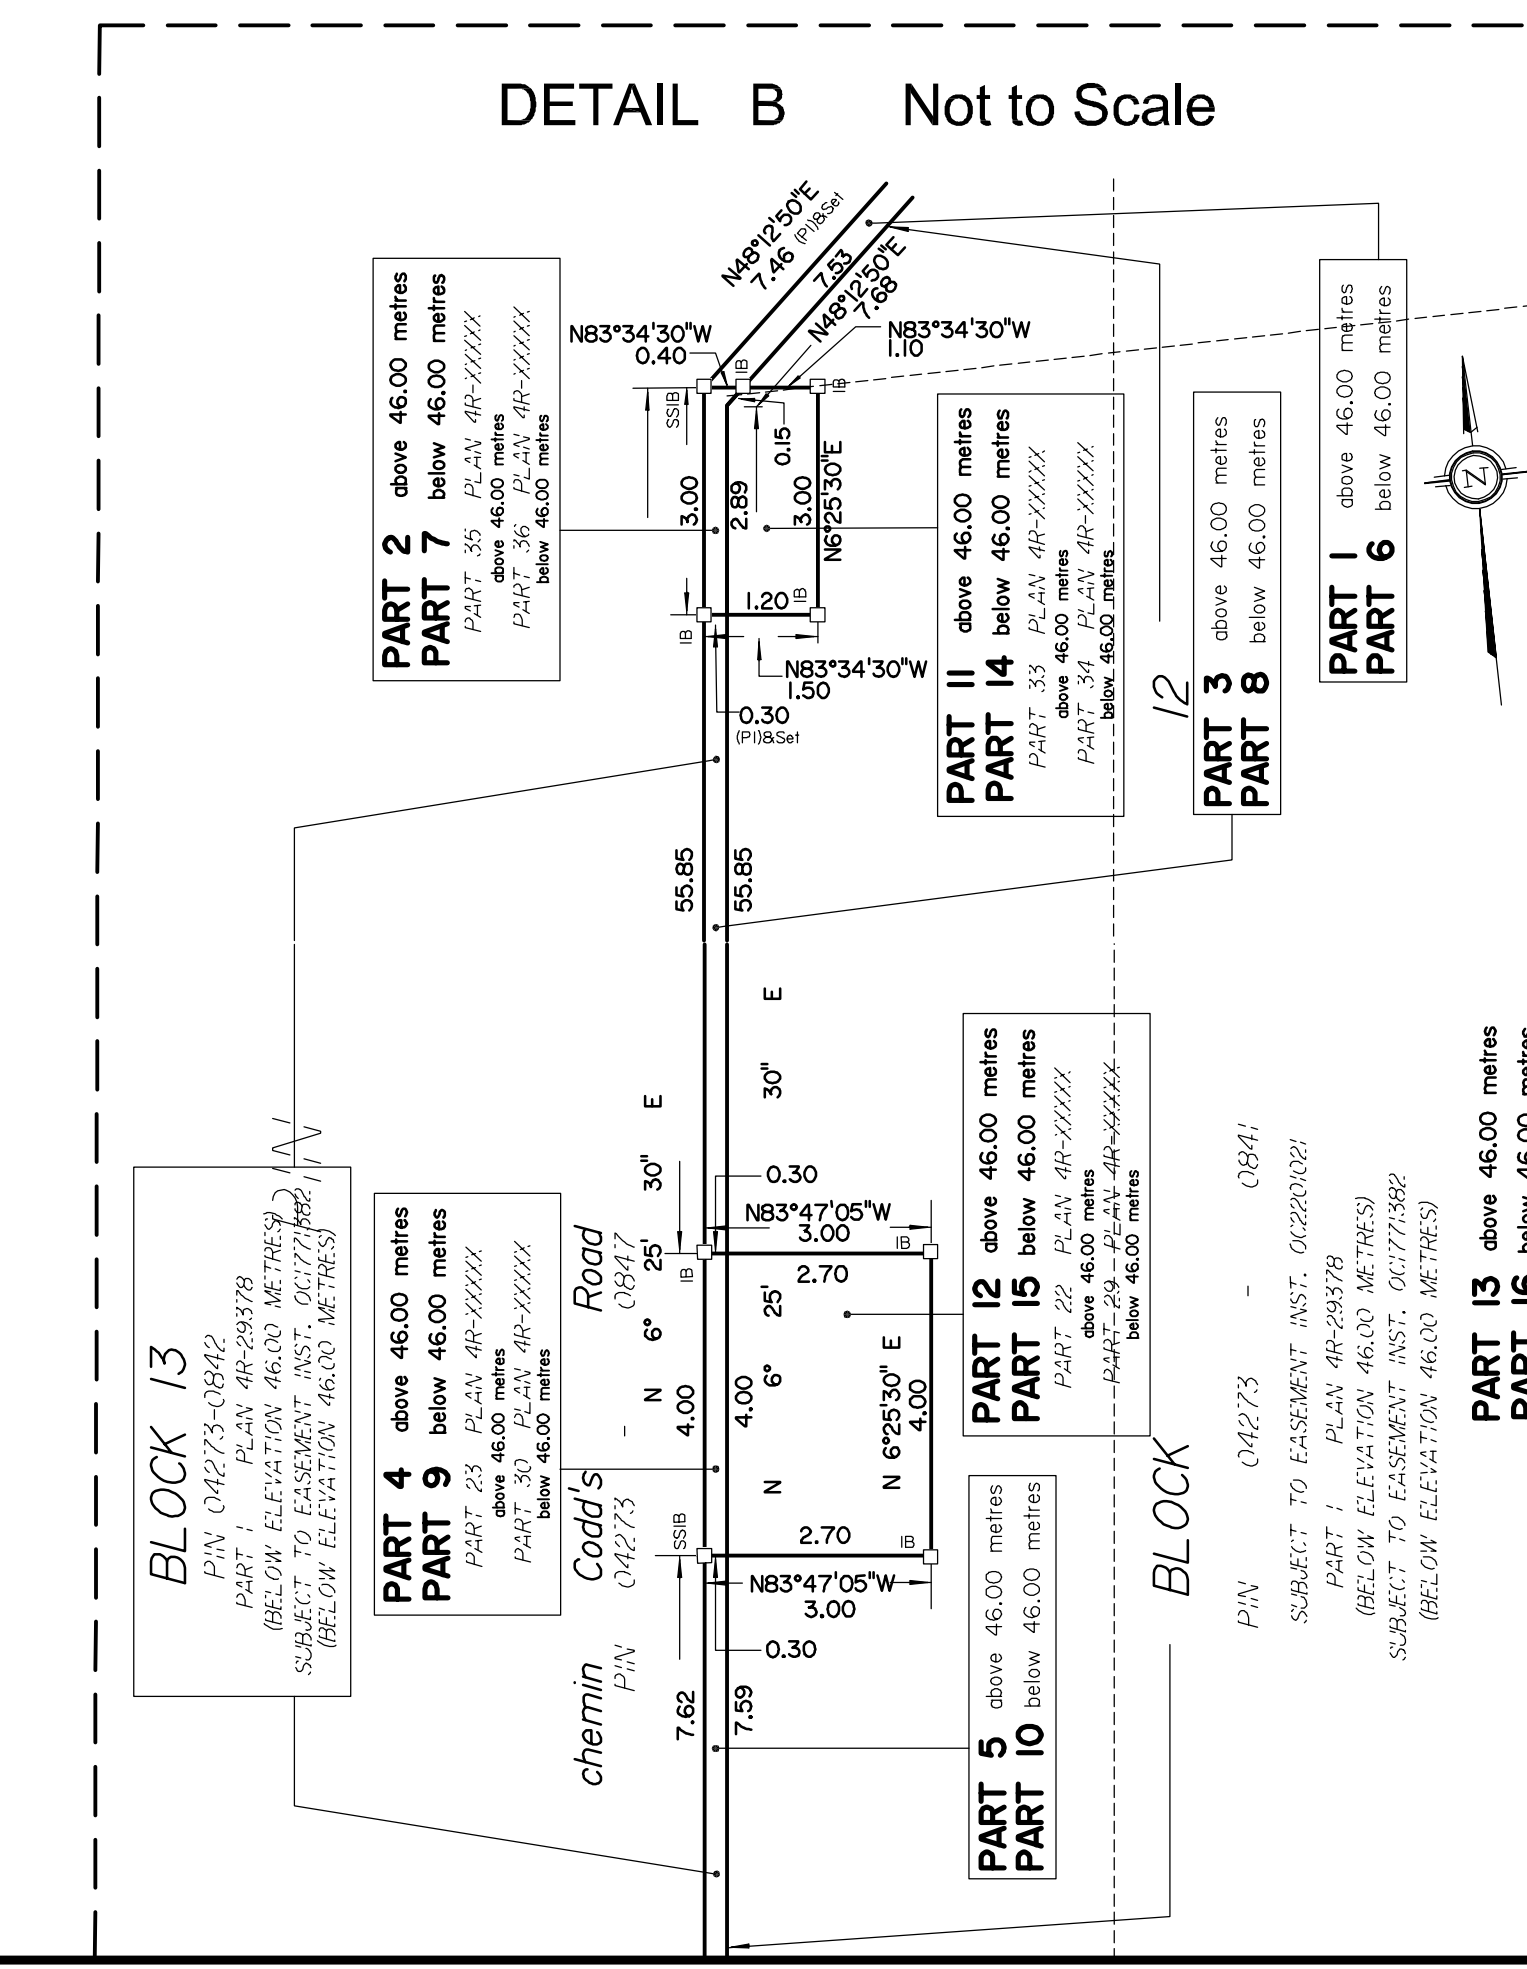 DETAIL B Not to Scale
N48°12'50"E
7.46 (P1)&Set
7.53
N48°12'50"E
7.68
N83°34'30"W
0.40
N83°34'30"W
1.10
IB
IB
SSIB
3.00
2.89
0.15
3.00
N6°25'30"E
1.20
IB
IB
N83°34'30"W
1.50
0.30
(P1)&Set
PART 2 above 46.00 metres
PART 7 below 46.00 metres
PART 35 PLAN 4R-XXXXX
above 46.00 metres
PART 36 PLAN 4R-XXXXX
below 46.00 metres
PART 11 above 46.00 metres
PART 14 below 46.00 metres
PART 33 PLAN 4R-XXXXX
above 46.00 metres
PART 34 PLAN 4R-XXXXX
below 46.00 metres
PART 3 above 46.00 metres
PART 8 below 46.00 metres
PART 1 above 46.00 metres
PART 6 below 46.00 metres
N
55.85
55.85
N 6° 25' 30" E
N 6° 25' 30" E
BLOCK 13
PIN 04273-0842
PART 1 PLAN 4R-29378
(BELOW ELEVATION 46.00 METRES)
SUBJECT TO EASEMENT INST. OC1771382
(BELOW ELEVATION 46.00 METRES)
PART 4 above 46.00 metres
PART 9 below 46.00 metres
PART 23 PLAN 4R-XXXXX
above 46.00 metres
PART 30 PLAN 4R-XXXXX
below 46.00 metres
chemin Codd's Road
PIN 04273 - 0847
0.30
N83°47'05"W
3.00
IB
IB
2.70
4.00
4.00
N 6°25'30" E
4.00
SSIB
2.70
IB
N83°47'05"W
3.00
0.30
7.62
7.59
PART 12 above 46.00 metres
PART 15 below 46.00 metres
PART 22 PLAN 4R-XXXXX
above 46.00 metres
PART 29 PLAN 4R-XXXXX
below 46.00 metres
PART 5 above 46.00 metres
PART 10 below 46.00 metres
BLOCK 12
PIN 04273 - 0841
SUBJECT TO EASEMENT INST. OC2201021
PART 1 PLAN 4R-29378
(BELOW ELEVATION 46.00 METRES)
SUBJECT TO EASEMENT INST. OC1771382
(BELOW ELEVATION 46.00 METRES)
PART 13 above 46.00 metres
PART 16 below 46.00 metres